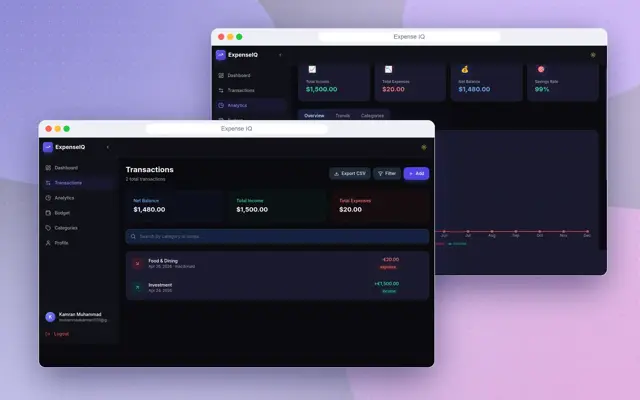 Expense IQ
ExpenseIQ
Dashboard
Transactions
Analytics
Total Income
$1,500.00
Total Expenses
$20.00
Net Balance
$1,480.00
Savings Rate
99%
Overview
Trends
Categories
Jun
Jul
Aug
Sep
Oct
Nov
Dec
Expense IQ
ExpenseIQ
Dashboard
Transactions
Analytics
Budget
Categories
Profile
Kamran Muhammad
Logout
Transactions
2 total transactions
Export CSV
Filter
+ Add
Net Balance
$1,480.00
Total Income
$1,500.00
Total Expenses
$20.00
Search by category or notes...
Food & Dining
-$20.00
expense
Investment
+$1,500.00
income